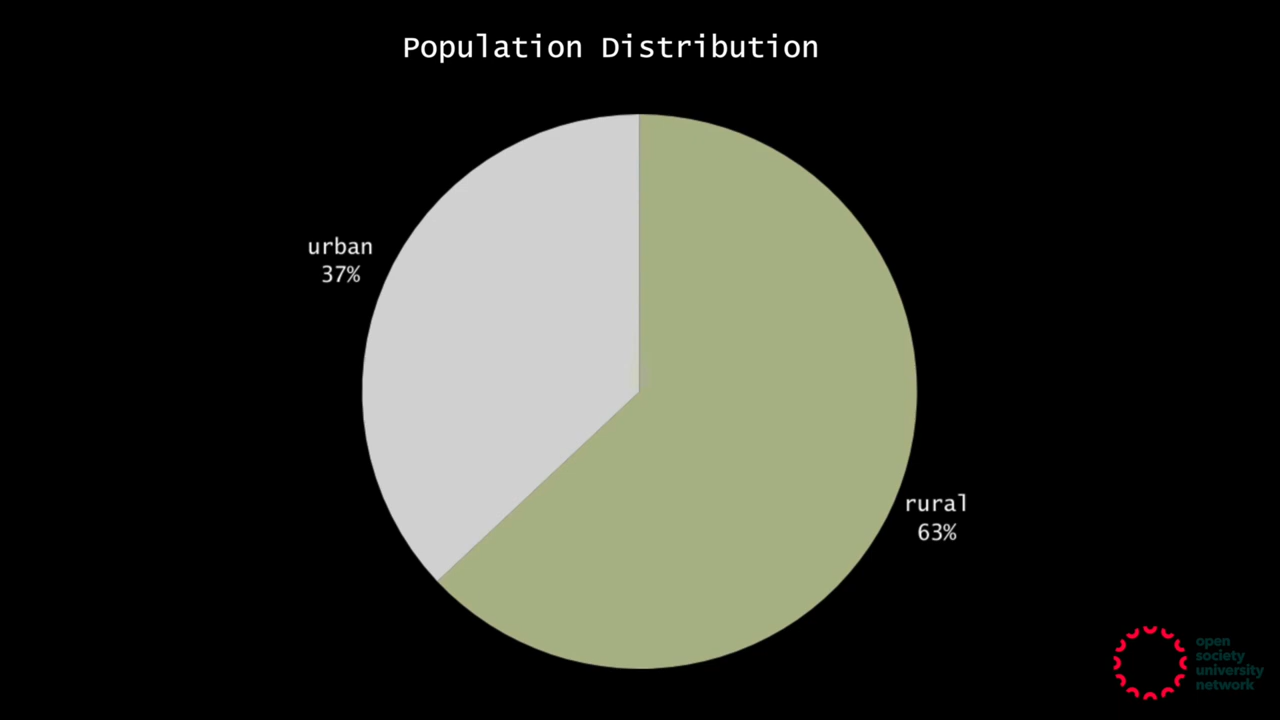 Population Distribution
urban
37%
rural
63%
open
society
university
network